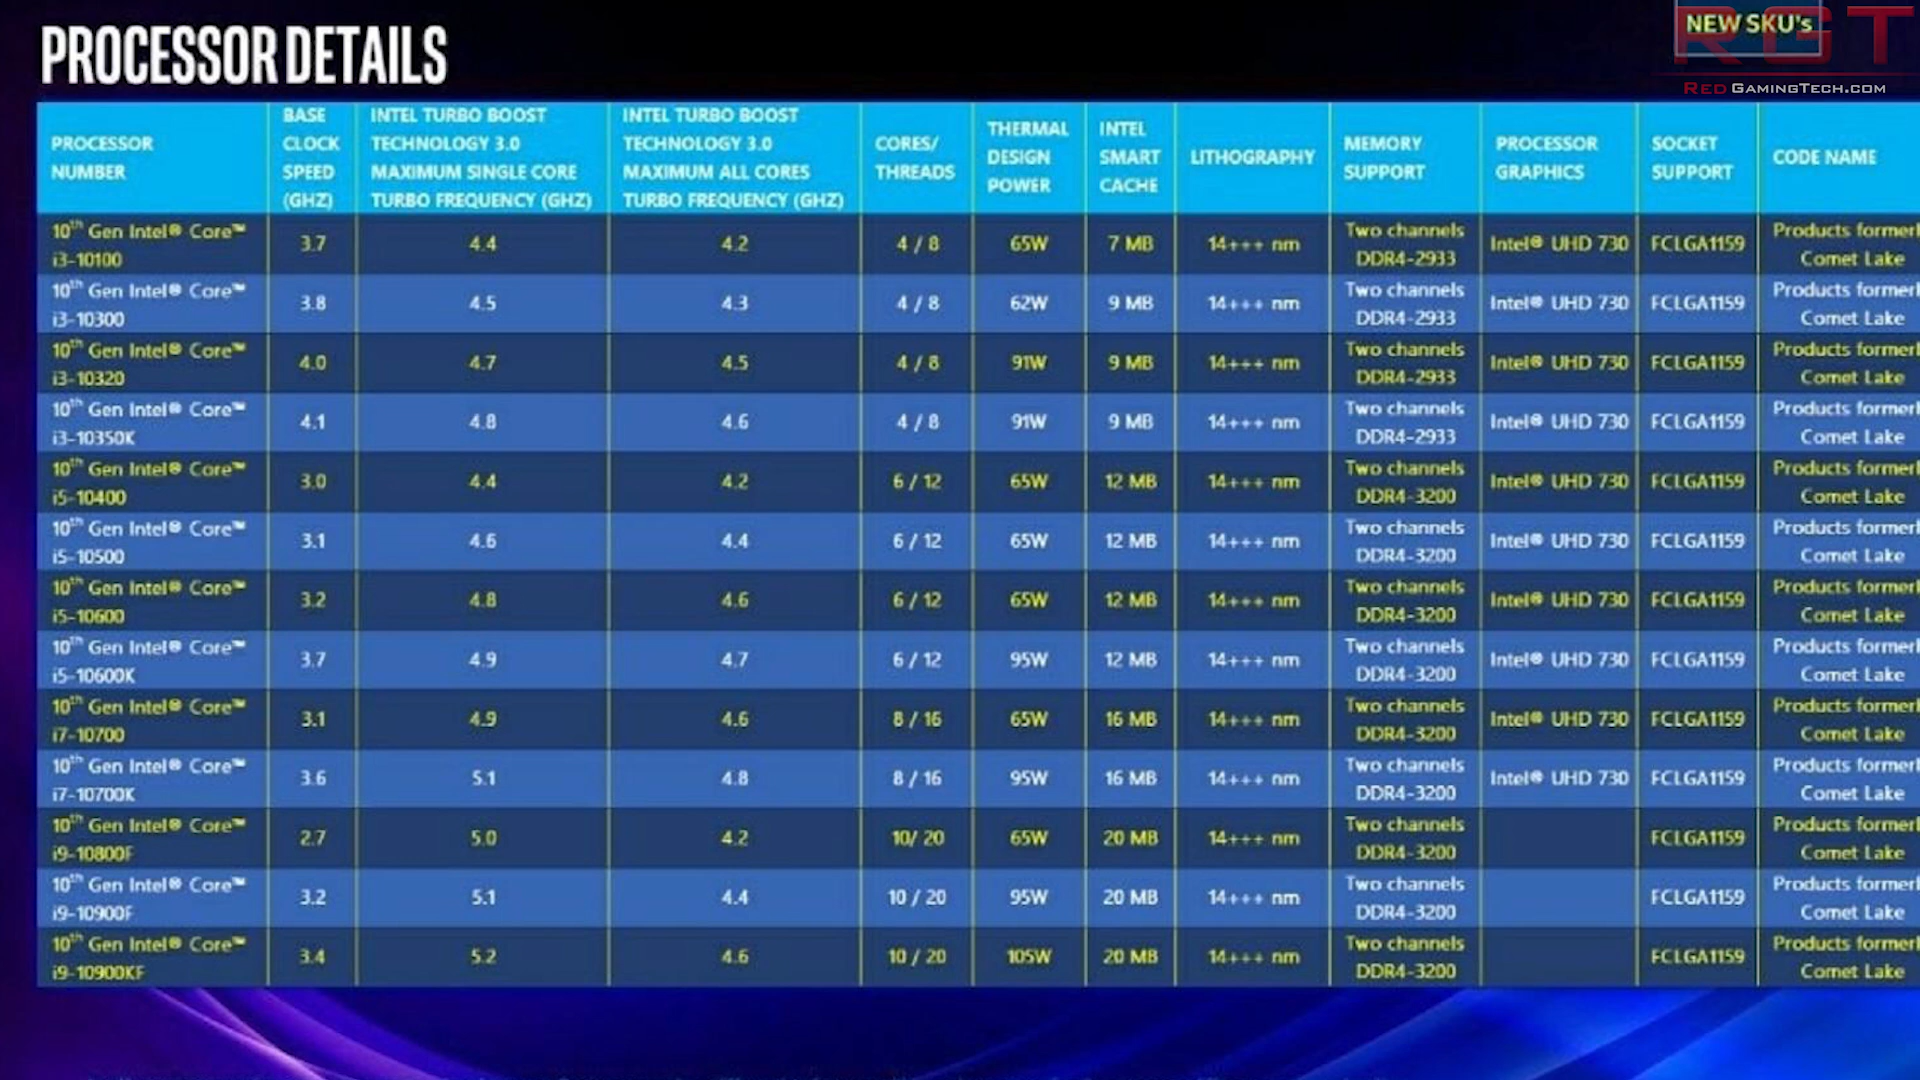 PROCESSOR DETAILS
NEW SKU's
RGT
RED GAMINGTECH.COM
PROCESSOR NUMBER | BASE CLOCK SPEED (GHZ) | INTEL TURBO BOOST TECHNOLOGY 3.0 MAXIMUM SINGLE CORE TURBO FREQUENCY (GHZ) | INTEL TURBO BOOST TECHNOLOGY 3.0 MAXIMUM ALL CORES TURBO FREQUENCY (GHZ) | CORES/ THREADS | THERMAL DESIGN POWER | INTEL SMART CACHE | LITHOGRAPHY | MEMORY SUPPORT | PROCESSOR GRAPHICS | SOCKET SUPPORT | CODE NAME
10th Gen Intel® Core™ i3-10100 | 3.7 | 4.4 | 4.2 | 4 / 8 | 65W | 7 MB | 14+++ nm | Two channels DDR4-2933 | Intel® UHD 730 | FCLGA1159 | Products formerl Comet Lake
10th Gen Intel® Core™ i3-10300 | 3.8 | 4.5 | 4.3 | 4 / 8 | 62W | 9 MB | 14+++ nm | Two channels DDR4-2933 | Intel® UHD 730 | FCLGA1159 | Products formerl Comet Lake
10th Gen Intel® Core™ i3-10320 | 4.0 | 4.7 | 4.5 | 4 / 8 | 91W | 9 MB | 14+++ nm | Two channels DDR4-2933 | Intel® UHD 730 | FCLGA1159 | Products formerl Comet Lake
10th Gen Intel® Core™ i3-10350K | 4.1 | 4.8 | 4.6 | 4 / 8 | 91W | 9 MB | 14+++ nm | Two channels DDR4-2933 | Intel® UHD 730 | FCLGA1159 | Products formerl Comet Lake
10th Gen Intel® Core™ i5-10400 | 3.0 | 4.4 | 4.2 | 6 / 12 | 65W | 12 MB | 14+++ nm | Two channels DDR4-3200 | Intel® UHD 730 | FCLGA1159 | Products formerl Comet Lake
10th Gen Intel® Core™ i5-10500 | 3.1 | 4.6 | 4.4 | 6 / 12 | 65W | 12 MB | 14+++ nm | Two channels DDR4-3200 | Intel® UHD 730 | FCLGA1159 | Products formerl Comet Lake
10th Gen Intel® Core™ i5-10600 | 3.2 | 4.8 | 4.6 | 6 / 12 | 65W | 12 MB | 14+++ nm | Two channels DDR4-3200 | Intel® UHD 730 | FCLGA1159 | Products formerl Comet Lake
10th Gen Intel® Core™ i5-10600K | 3.7 | 4.9 | 4.7 | 6 / 12 | 95W | 12 MB | 14+++ nm | Two channels DDR4-3200 | Intel® UHD 730 | FCLGA1159 | Products formerl Comet Lake
10th Gen Intel® Core™ i7-10700 | 3.1 | 4.9 | 4.6 | 8 / 16 | 65W | 16 MB | 14+++ nm | Two channels DDR4-3200 | Intel® UHD 730 | FCLGA1159 | Products formerl Comet Lake
10th Gen Intel® Core™ i7-10700K | 3.6 | 5.1 | 4.8 | 8 / 16 | 95W | 16 MB | 14+++ nm | Two channels DDR4-3200 | Intel® UHD 730 | FCLGA1159 | Products formerl Comet Lake
10th Gen Intel® Core™ i9-10800F | 2.7 | 5.0 | 4.2 | 10/ 20 | 65W | 20 MB | 14+++ nm | Two channels DDR4-3200 | | FCLGA1159 | Products formerl Comet Lake
10th Gen Intel® Core™ i9-10900F | 3.2 | 5.1 | 4.4 | 10 / 20 | 95W | 20 MB | 14+++ nm | Two channels DDR4-3200 | | FCLGA1159 | Products formerl Comet Lake
10th Gen Intel® Core™ i9-10900KF | 3.4 | 5.2 | 4.6 | 10 / 20 | 105W | 20 MB | 14+++ nm | Two channels DDR4-3200 | | FCLGA1159 | Products formerl Comet Lake